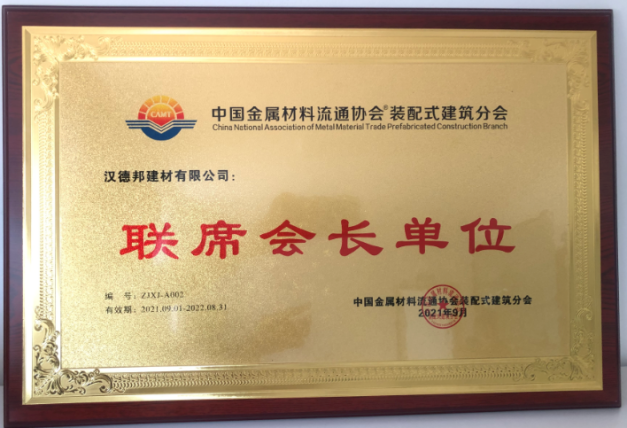 CAMT
中国金属材料流通协会®装配式建筑分会
China National Association of Metal Material Trade Prefabricated Construction Branch
汉德邦建材有限公司：
联席会长单位
编 号：ZJXJ-A002
有效期：2021.09.01-2022.08.31
中国金属材料流通协会装配式建筑分会
2021年9月